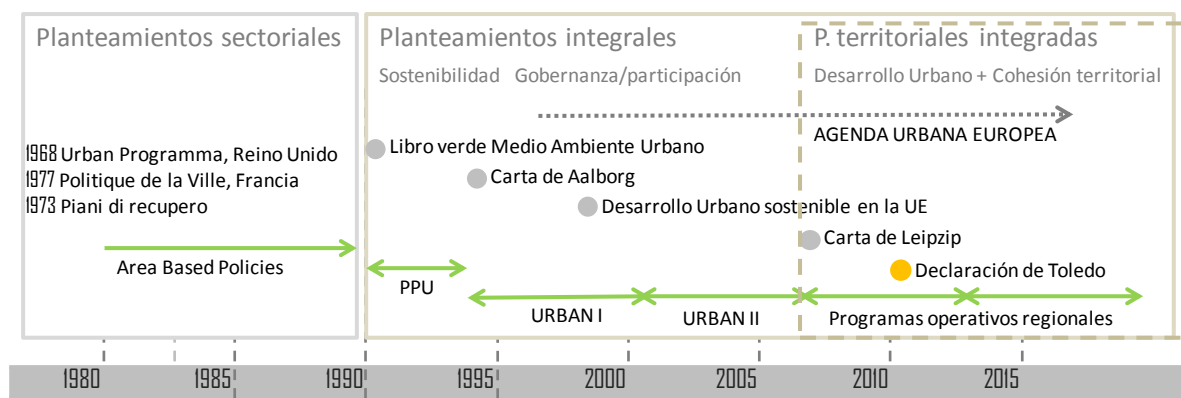 Planteamientos sectoriales
1968 Urban Programma, Reino Unido
1977 Politique de la Ville, Francia
1973 Piani di recupero
Area Based Policies
Planteamientos integrales
Sostenibilidad
Gobernanza/participación
P. territoriales integradas
Desarrollo Urbano + Cohesión territorial
AGENDA URBANA EUROPEA
Libro verde Medio Ambiente Urbano
Carta de Aalborg
Desarrollo Urbano sostenible en la UE
Carta de Leipzip
Declaración de Toledo
PPU
URBAN I
URBAN II
Programas operativos regionales
1980
1985
1990
1995
2000
2005
2010
2015